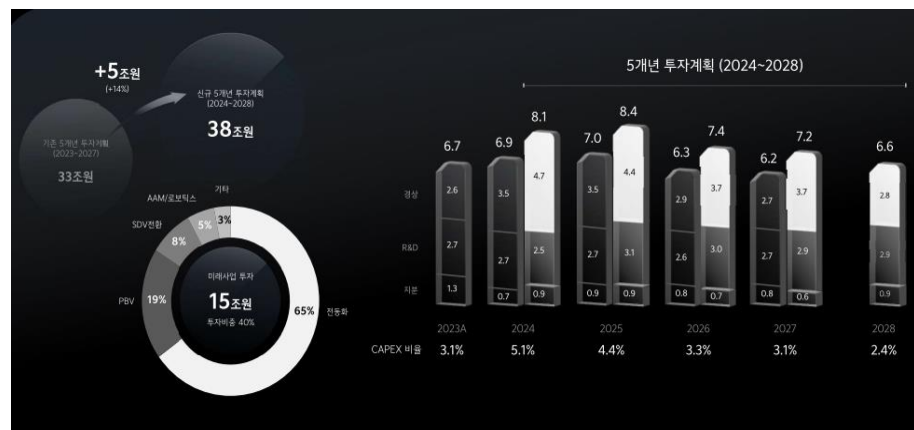 +5조원
(+14%)
신규 5개년 투자계획
(2024~2028)
38조원
기존 5개년 투자계획
(2023~2027)
33조원
기타
AAM/로보틱스
SDV전환
PBV
전동화
3%
5%
8%
19%
65%
미래사업 투자
15조원
투자비중 40%
5개년 투자계획 (2024~2028)
6.7 6.9 8.1 7.0 8.4 6.3 7.4 6.2 7.2 6.6
경상 2.6 3.5 4.7 3.5 4.4 2.9 3.7 2.7 3.7 2.8
R&D 2.7 2.7 2.5 2.7 3.1 2.6 3.0 2.7 2.9 2.9
지분 1.3 0.7 0.9 0.9 0.9 0.8 0.7 0.8 0.6 0.9
2023A 2024 2025 2026 2027 2028
CAPEX 비율 3.1% 5.1% 4.4% 3.3% 3.1% 2.4%